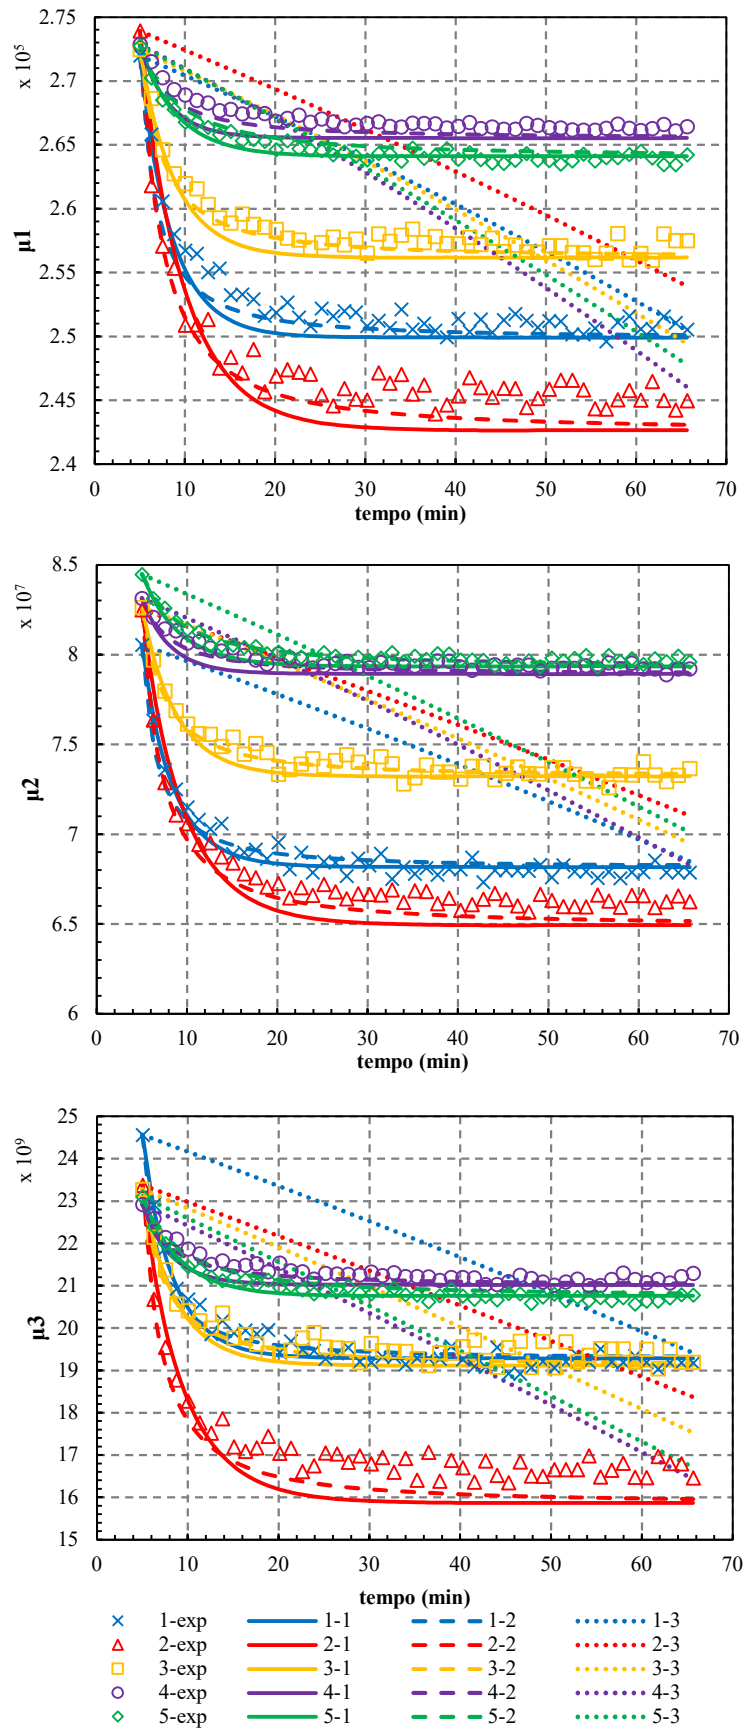 x 10⁵
2.75
2.7
2.65
2.6
2.55
2.5
2.45
2.4
μ1
0 10 20 30 40 50 60 70
tempo (min)
x 10⁷
8.5
8
7.5
7
6.5
6
μ2
0 10 20 30 40 50 60 70
tempo (min)
x 10⁹
25
24
23
22
21
20
19
18
17
16
15
μ3
0 10 20 30 40 50 60 70
tempo (min)
1-exp 1-1 1-2 1-3
2-exp 2-1 2-2 2-3
3-exp 3-1 3-2 3-3
4-exp 4-1 4-2 4-3
5-exp 5-1 5-2 5-3